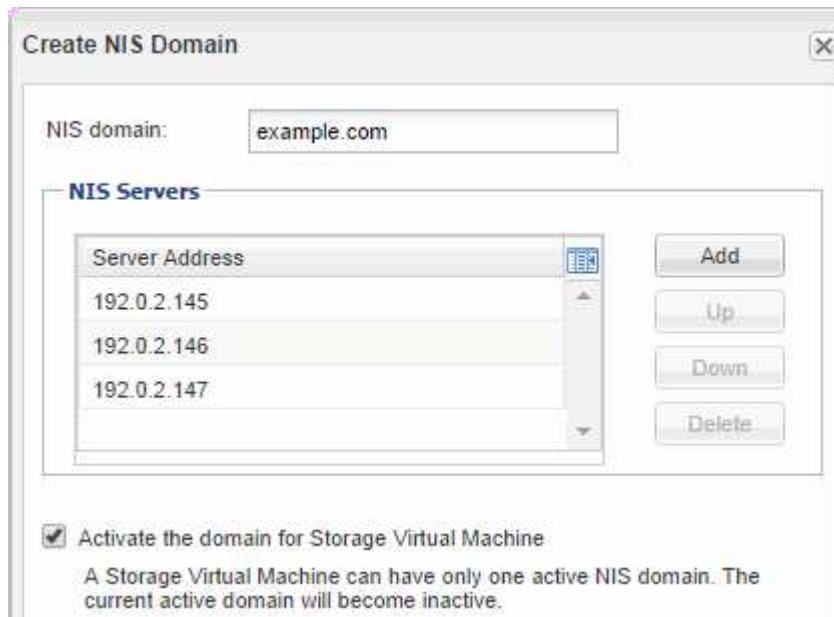 Create NIS Domain
NIS domain:
example.com
NIS Servers
Server Address
192.0.2.145
192.0.2.146
192.0.2.147
Add
Up
Down
Delete
Activate the domain for Storage Virtual Machine
A Storage Virtual Machine can have only one active NIS domain. The
current active domain will become inactive.